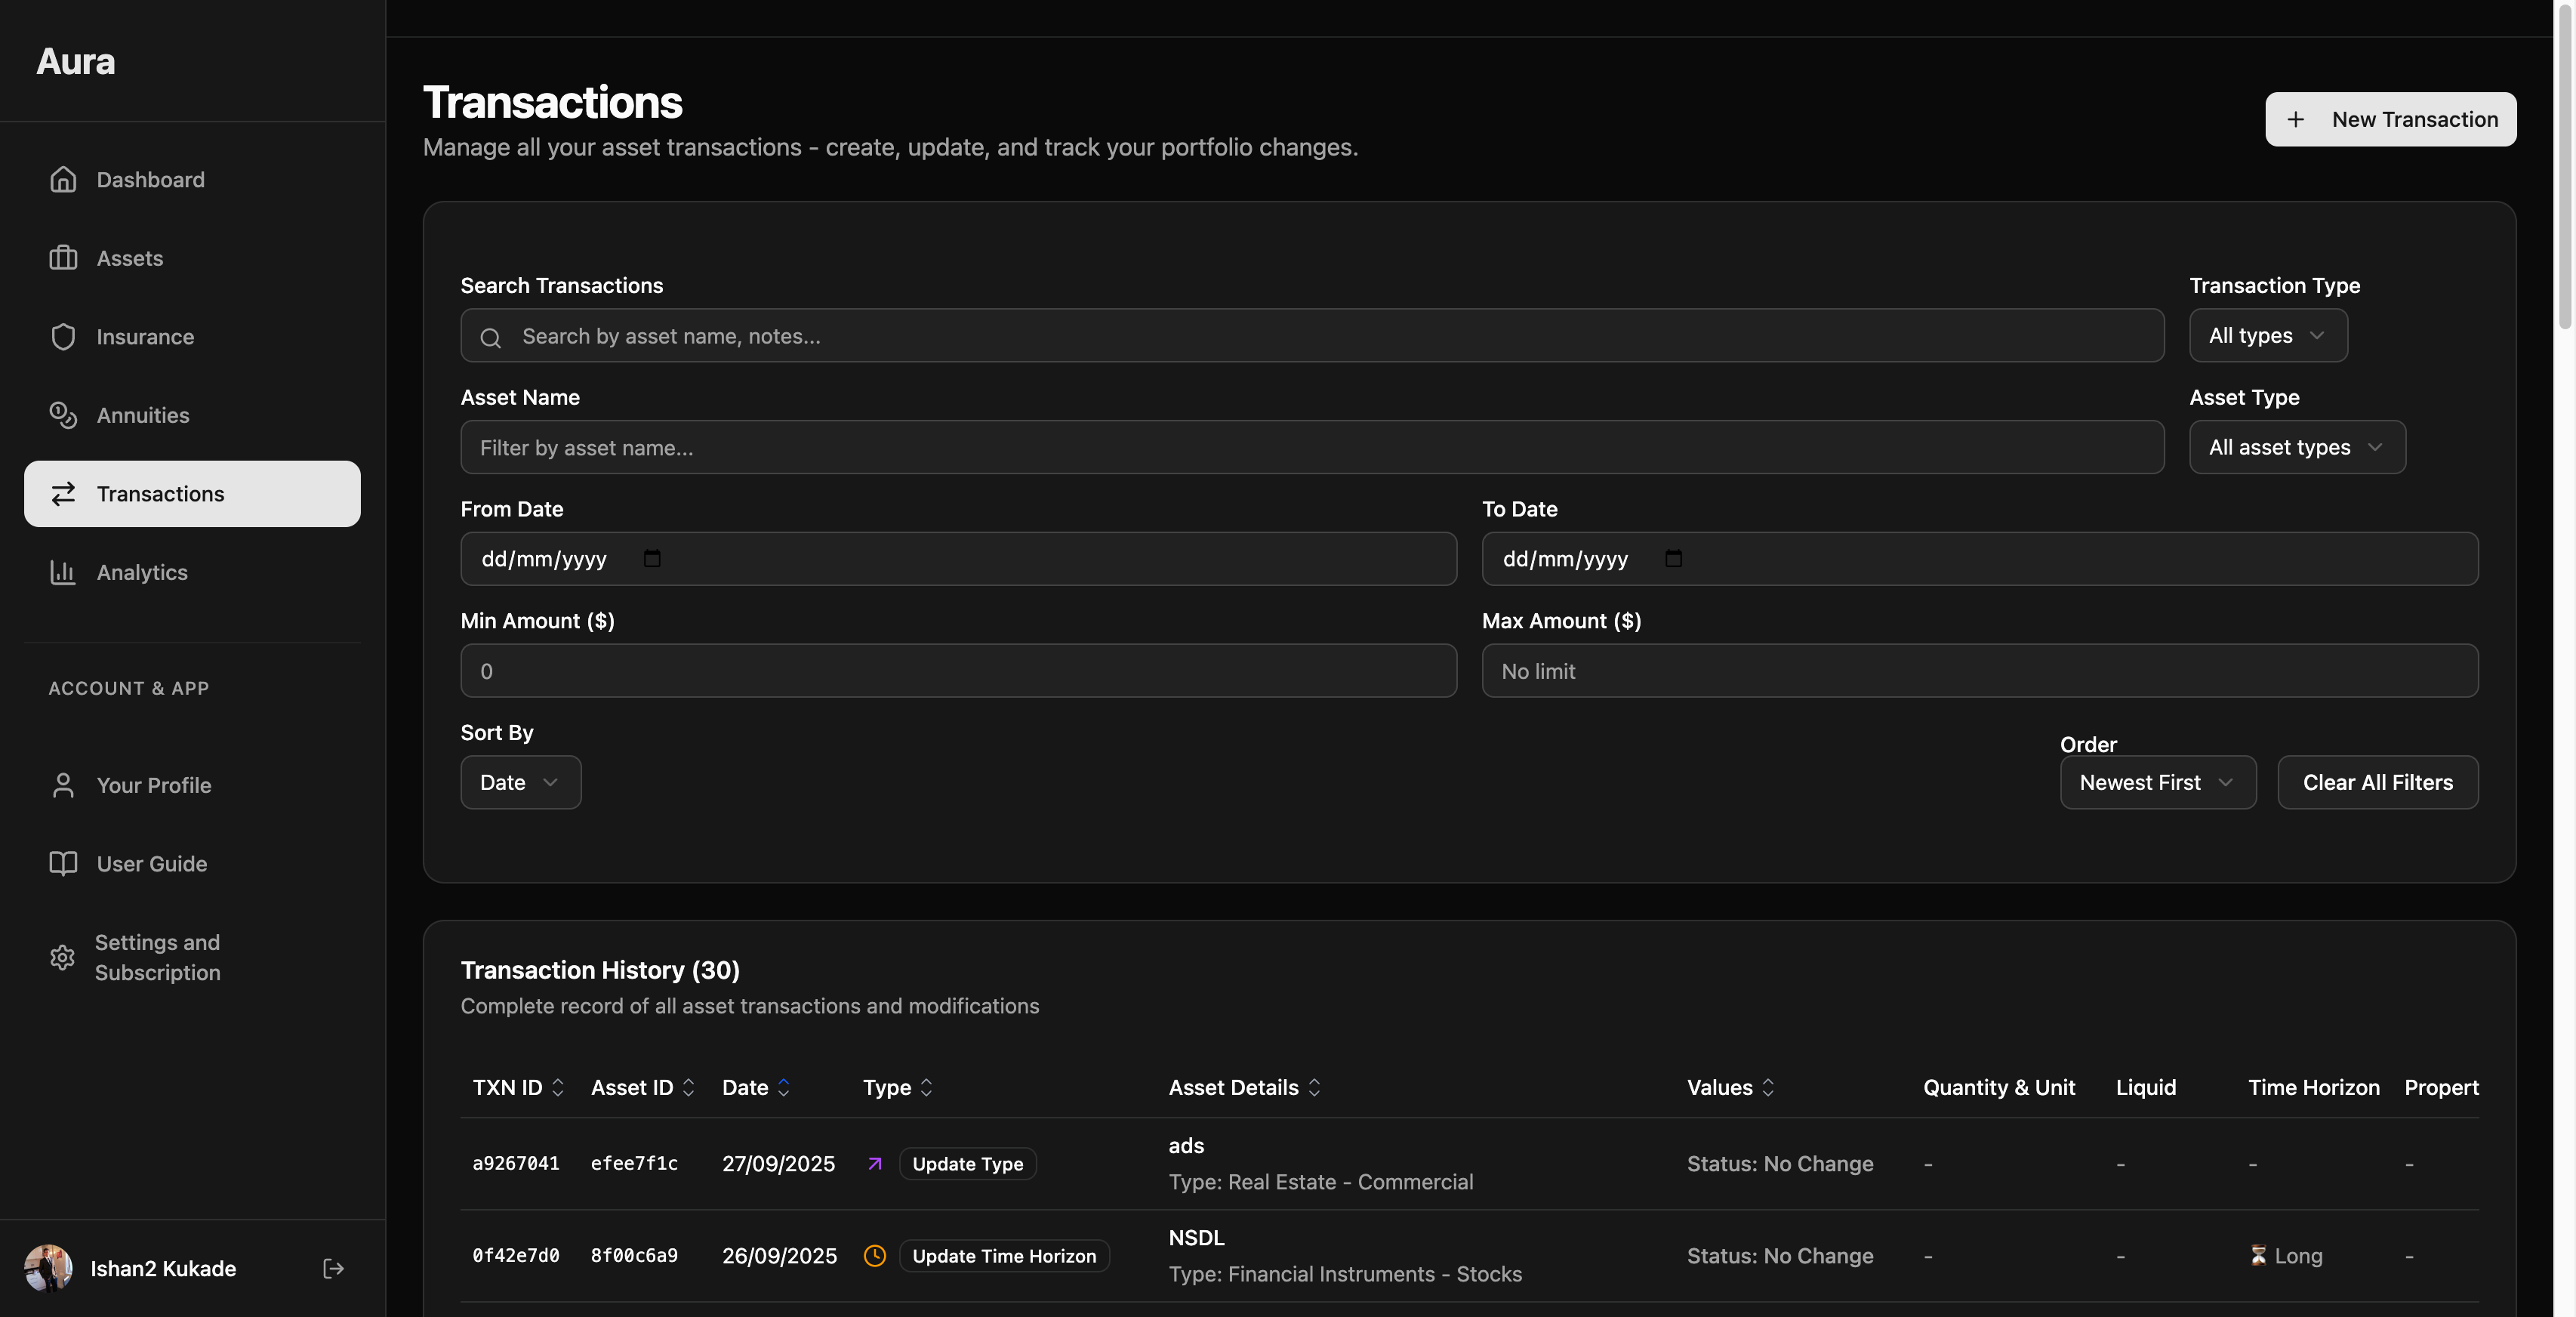 Aura
Dashboard
Assets
Insurance
Annuities
Transactions
Analytics
ACCOUNT & APP
Your Profile
User Guide
Settings and
Subscription
Ishan2 Kukade
Transactions
Manage all your asset transactions - create, update, and track your portfolio changes.
+ New Transaction
Search Transactions
Transaction Type
Search by asset name, notes...
All types
Asset Name
Asset Type
Filter by asset name...
All asset types
From Date
To Date
dd/mm/yyyy
dd/mm/yyyy
Min Amount ($)
Max Amount ($)
0
No limit
Sort By
Order
Date
Newest First
Clear All Filters
Transaction History (30)
Complete record of all asset transactions and modifications
TXN ID Asset ID Date Type Asset Details Values Quantity & Unit Liquid Time Horizon Propert
a9267041 efee7f1c 27/09/2025 Update Type ads Status: No Change - - - -
Type: Real Estate - Commercial
0f42e7d0 8f00c6a9 26/09/2025 Update Time Horizon NSDL Status: No Change - - ⏳ Long -
Type: Financial Instruments - Stocks